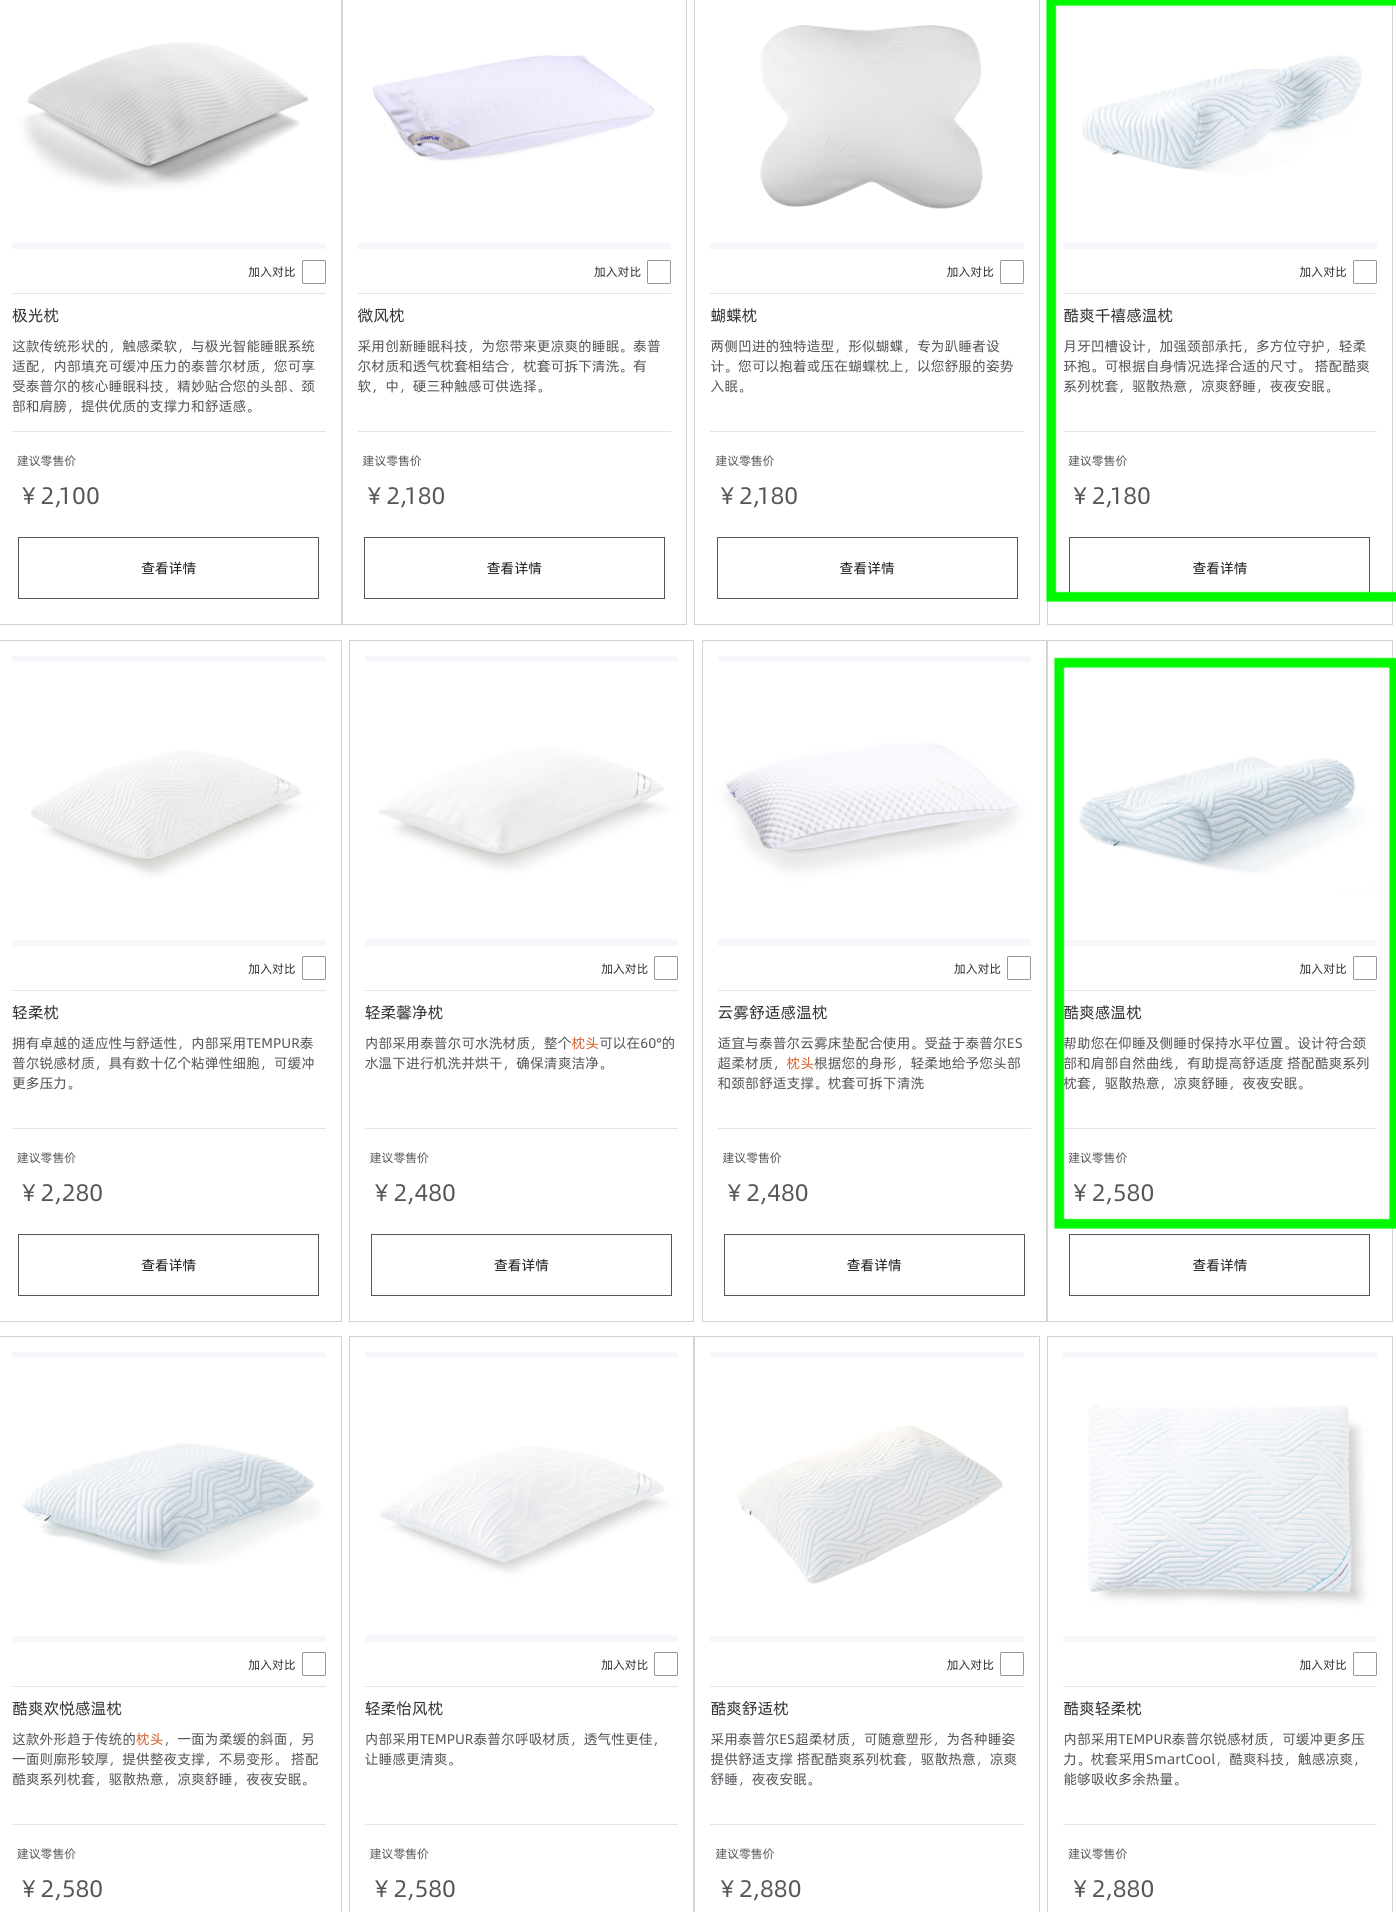 加入对比
加入对比
加入对比
加入对比
极光枕
这款传统形状的，触感柔软，与极光智能睡眠系统
适配，内部填充可缓冲压力的泰普尔材质，您可享
受泰普尔的核心睡眠科技，精妙贴合您的头部、颈
部和肩膀，提供优质的支撑力和舒适感。
建议零售价
¥ 2,100
查看详情
微风枕
采用创新睡眠科技，为您带来更凉爽的睡眠。泰普
尔材质和透气枕套相结合，枕套可拆下清洗。有
软，中，硬三种触感可供选择。
建议零售价
¥ 2,180
查看详情
蝴蝶枕
两侧凹进的独特造型，形似蝴蝶，专为趴睡者设
计。您可以抱着或压在蝴蝶枕上，以您舒服的姿势
入眠。
建议零售价
¥ 2,180
查看详情
酷爽千禧感温枕
月牙凹槽设计，加强颈部承托，多方位守护，轻柔
环抱。可根据自身情况选择合适的尺寸。 搭配酷爽
系列枕套，驱散热意，凉爽舒睡，夜夜安眠。
建议零售价
¥ 2,180
查看详情
加入对比
加入对比
加入对比
加入对比
轻柔枕
拥有卓越的适应性与舒适性，内部采用TEMPUR泰
普尔锐感材质，具有数十亿个粘弹性细胞，可缓冲
更多压力。
建议零售价
¥ 2,280
查看详情
轻柔馨净枕
内部采用泰普尔可水洗材质，整个枕头可以在60°的
水温下进行机洗并烘干，确保清爽洁净。
建议零售价
¥ 2,480
查看详情
云雾舒适感温枕
适宜与泰普尔云雾床垫配合使用。受益于泰普尔ES
超柔材质，枕头根据您的身形，轻柔地给予您头部
和颈部舒适支撑。枕套可拆下清洗
建议零售价
¥ 2,480
查看详情
酷爽感温枕
帮助您在仰睡及侧睡时保持水平位置。设计符合颈
部和肩部自然曲线，有助提高舒适度 搭配酷爽系列
枕套，驱散热意，凉爽舒睡，夜夜安眠。
建议零售价
¥ 2,580
查看详情
加入对比
加入对比
加入对比
加入对比
酷爽欢悦感温枕
这款外形趋于传统的枕头，一面为柔缓的斜面，另
一面则廓形较厚，提供整夜支撑，不易变形。 搭配
酷爽系列枕套，驱散热意，凉爽舒睡，夜夜安眠。
建议零售价
¥ 2,580
轻柔怡风枕
内部采用TEMPUR泰普尔呼吸材质，透气性更佳，
让睡感更清爽。
建议零售价
¥ 2,580
酷爽舒适枕
采用泰普尔ES超柔材质，可随意塑形，为各种睡姿
提供舒适支撑 搭配酷爽系列枕套，驱散热意，凉爽
舒睡，夜夜安眠。
建议零售价
¥ 2,880
酷爽轻柔枕
内部采用TEMPUR泰普尔锐感材质，可缓冲更多压
力。枕套采用SmartCool，酷爽科技，触感凉爽，
能够吸收多余热量。
建议零售价
¥ 2,880